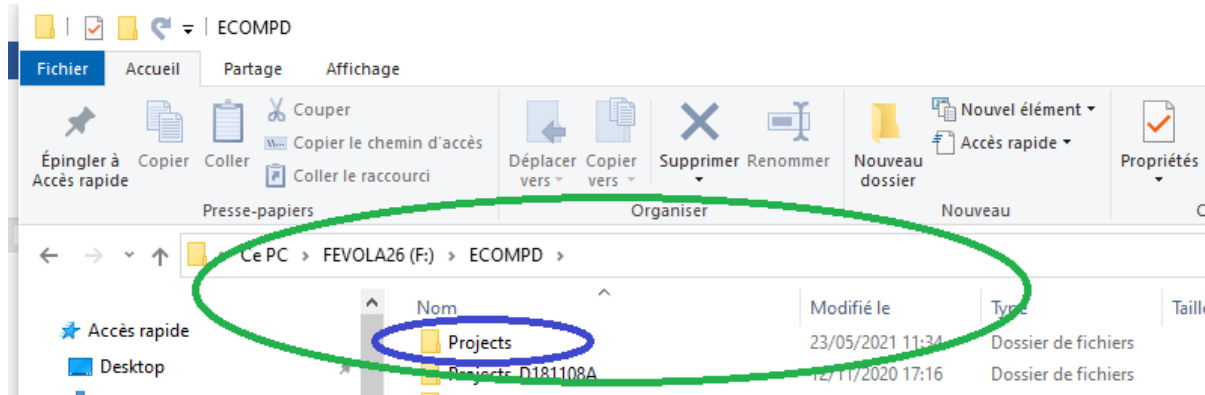 ECOMPD
Fichier Accueil Partage Affichage
Épingler à Accès rapide
Copier
Coller
Couper
Copier le chemin d'accès
Coller le raccourci
Presse-papiers
Déplacer vers
Copier vers
Supprimer
Renommer
Organiser
Nouveau dossier
Nouvel élément
Accès rapide
Nouveau
Propriétés
Ce PC > FEVOLA26 (F:) > ECOMPD >
Accès rapide
Desktop
Nom Modifié le Type Taille
Projects 23/05/2021 11:34 Dossier de fichiers
Projects_D181108A 12/11/2020 17:16 Dossier de fichiers